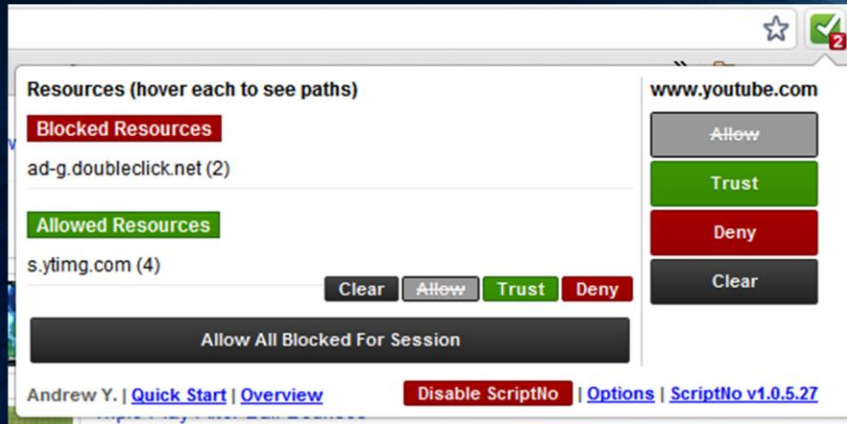 2
Resources (hover each to see paths)
Blocked Resources
ad-g.doubleclick.net (2)
Allowed Resources
s.ytimg.com (4)
Clear Allow Trust Deny
Allow All Blocked For Session
www.youtube.com
Allow
Trust
Deny
Clear
Andrew Y. | Quick Start | Overview
Disable ScriptNo | Options | ScriptNo v1.0.5.27